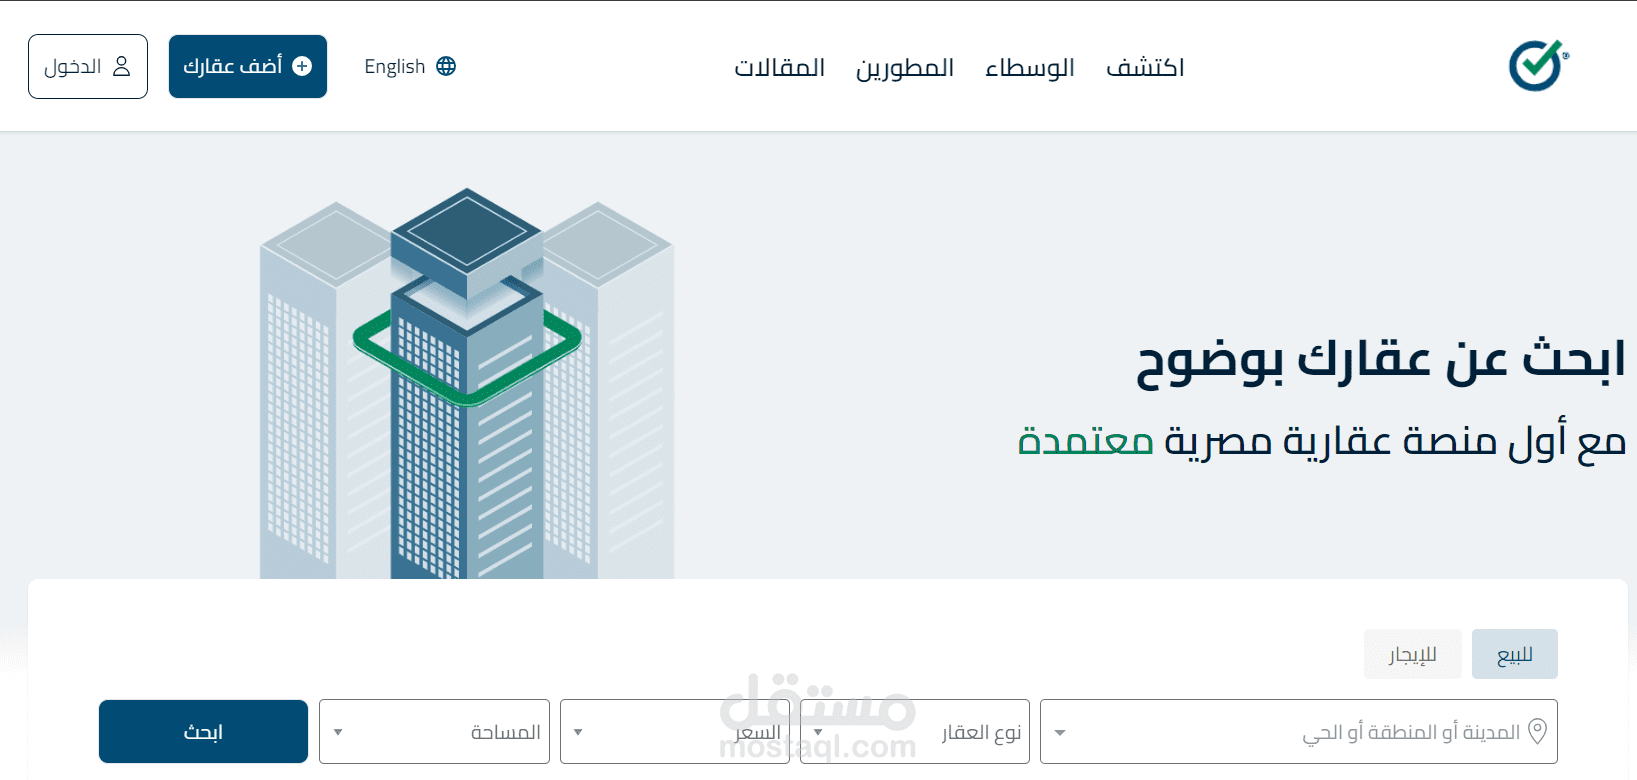 اكتشف الوسطاء المطورين المقالات English أضف عقارك الدخول
ابحث عن عقارك بوضوح
مع أول منصة عقارية مصرية معتمدة
للبيع للإيجار
المدينة أو المنطقة أو الحي نوع العقار السعر المساحة ابحث
مستقل
mostaql.com